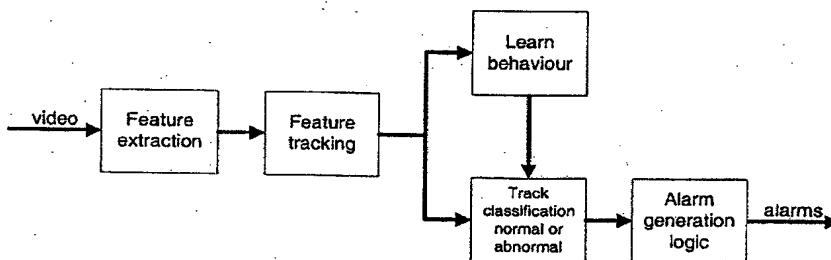 video
Feature
extraction
Feature
tracking
Learn
behaviour
Track
classification
normal or
abnormal
Alarm
generation
logic
alarms